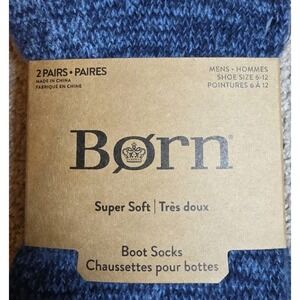 2 PAIRS • PAIRES
MADE IN CHINA
FABRIQUÉ EN CHINE
MENS • HOMMES
SHOE SIZE 6-12
POINTURES 6 À 12
Børn®
Super Soft | Très doux
Boot Socks
Chaussettes pour bottes